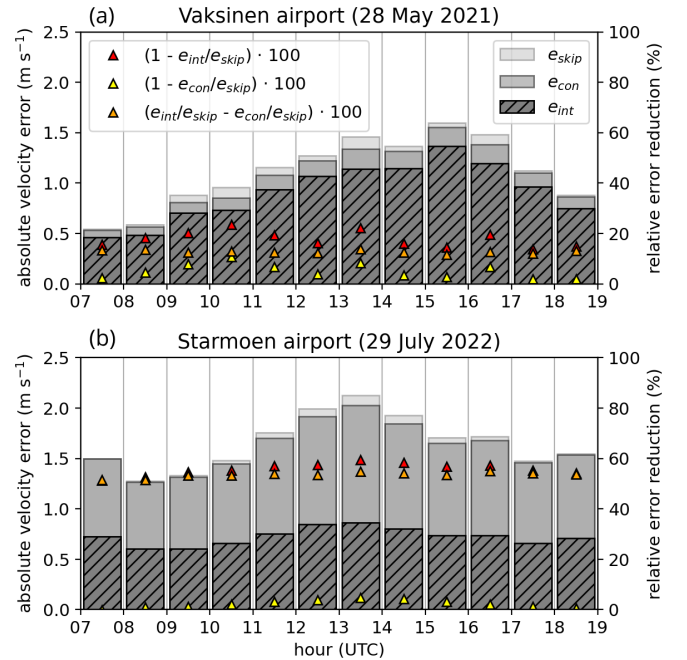 (a) Vaksinen airport (28 May 2021)
absolute velocity error (m s⁻¹)
2.5
2.0
1.5
1.0
0.5
0.0
(1 - e_int/e_skip) · 100
(1 - e_con/e_skip) · 100
(e_int/e_skip - e_con/e_skip) · 100
e_skip
e_con
e_int
100
80
60
40
20
0
relative error reduction (%)
07 08 09 10 11 12 13 14 15 16 17 18 19
(b) Starmoen airport (29 July 2022)
absolute velocity error (m s⁻¹)
2.5
2.0
1.5
1.0
0.5
0.0
100
80
60
40
20
0
relative error reduction (%)
07 08 09 10 11 12 13 14 15 16 17 18 19
hour (UTC)